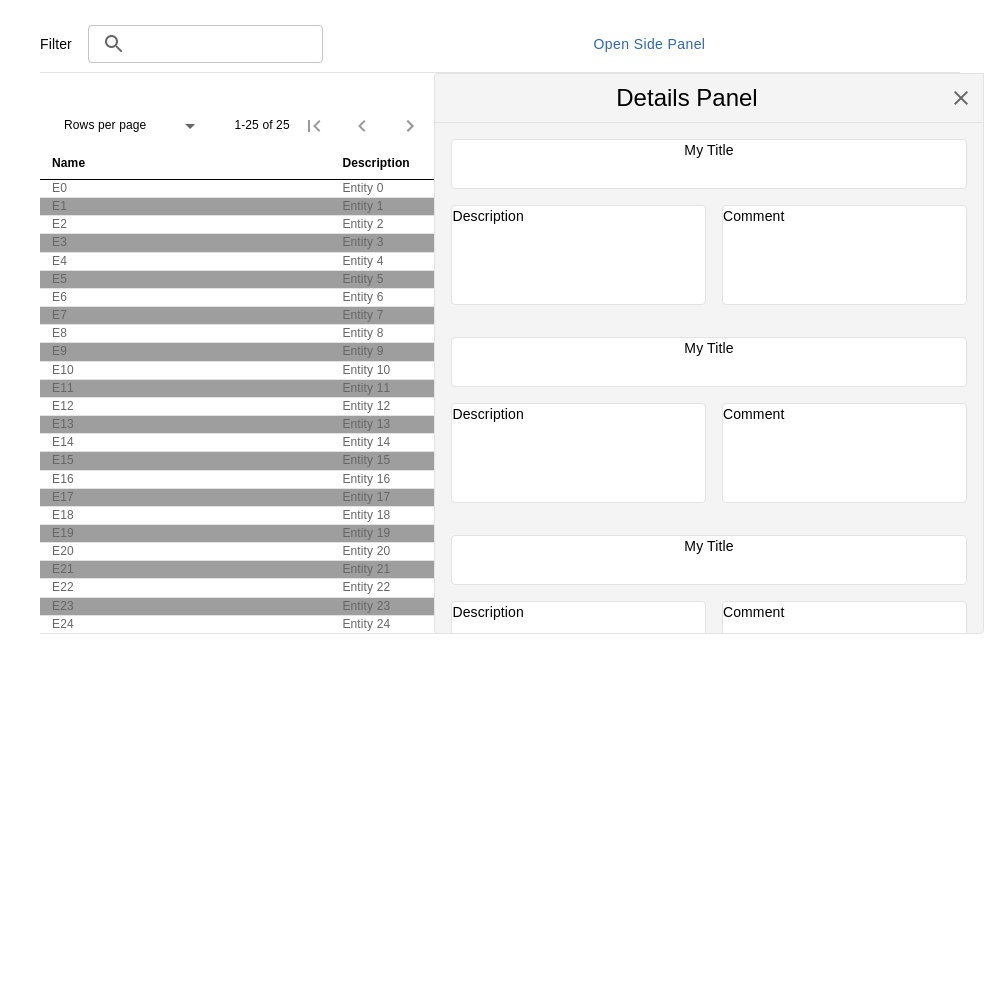 Filter
Open Side Panel
Details Panel
Rows per page
1-25 of 25
Name Description
E0 Entity 0
E1 Entity 1
E2 Entity 2
E3 Entity 3
E4 Entity 4
E5 Entity 5
E6 Entity 6
E7 Entity 7
E8 Entity 8
E9 Entity 9
E10 Entity 10
E11 Entity 11
E12 Entity 12
E13 Entity 13
E14 Entity 14
E15 Entity 15
E16 Entity 16
E17 Entity 17
E18 Entity 18
E19 Entity 19
E20 Entity 20
E21 Entity 21
E22 Entity 22
E23 Entity 23
E24 Entity 24
My Title
Description
Comment
My Title
Description
Comment
My Title
Description
Comment